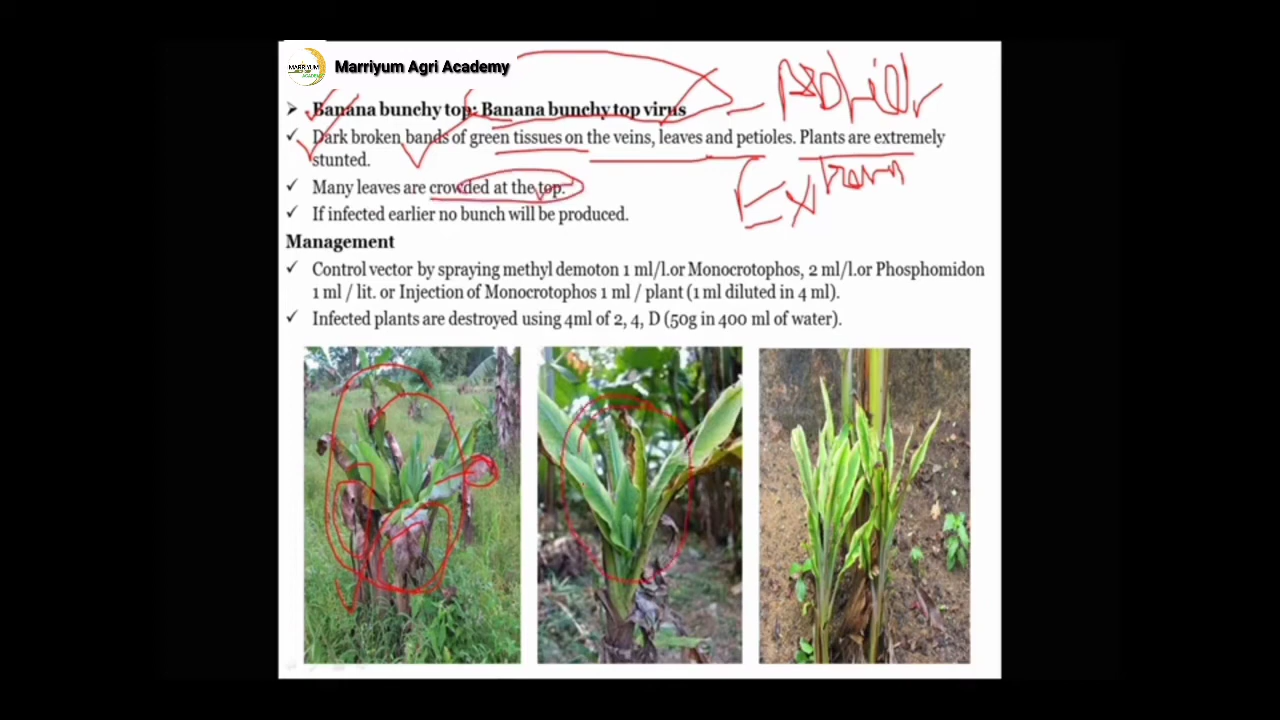 MARRIYUM
ACADEMY
Marriyum Agri Academy
➢ Banana bunchy top: Banana bunchy top virus
✓ Dark broken bands of green tissues on the veins, leaves and petioles. Plants are extremely
stunted.
✓ Many leaves are crowded at the top.
✓ If infected earlier no bunch will be produced.
Management
✓ Control vector by spraying methyl demoton 1 ml/l.or Monocrotophos, 2 ml/l.or Phosphomidon
1 ml / lit. or Injection of Monocrotophos 1 ml / plant (1 ml diluted in 4 ml).
✓ Infected plants are destroyed using 4ml of 2, 4, D (50g in 400 ml of water).